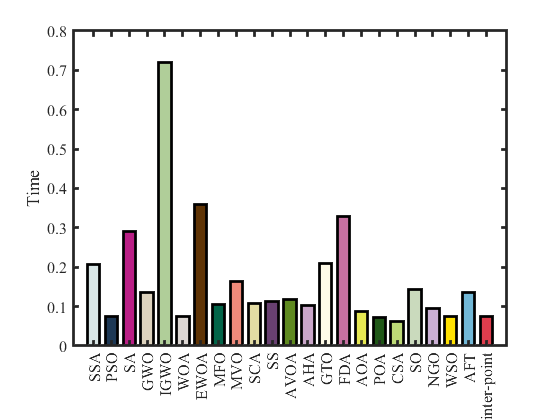 0.8
0.7
0.6
0.5
0.4
0.3
0.2
0.1
0
Time
SSA
PSO
SA
GWO
IGWO
IWOA
EWOA
MFO
MVO
SCA
SS
AVOA
AHA
GTO
FDA
AOA
POA
CSA
SO
NGO
WSO
AFT
inter-point